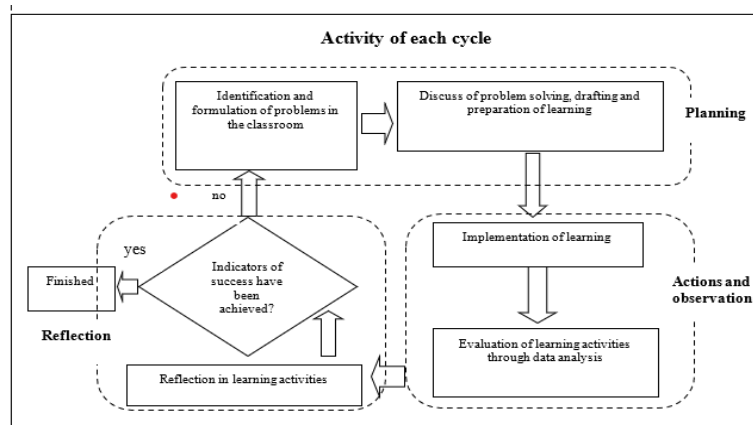 Activity of each cycle
Identification and
formulation of problems in
the classroom
Discuss of problem solving, drafting and
preparation of learning
Planning
no
Implementation of learning
yes
Indicators of
success have
been
achieved?
Finished
Actions and
observation
Reflection
Evaluation of learning activities
through data analysis
Reflection in learning activities